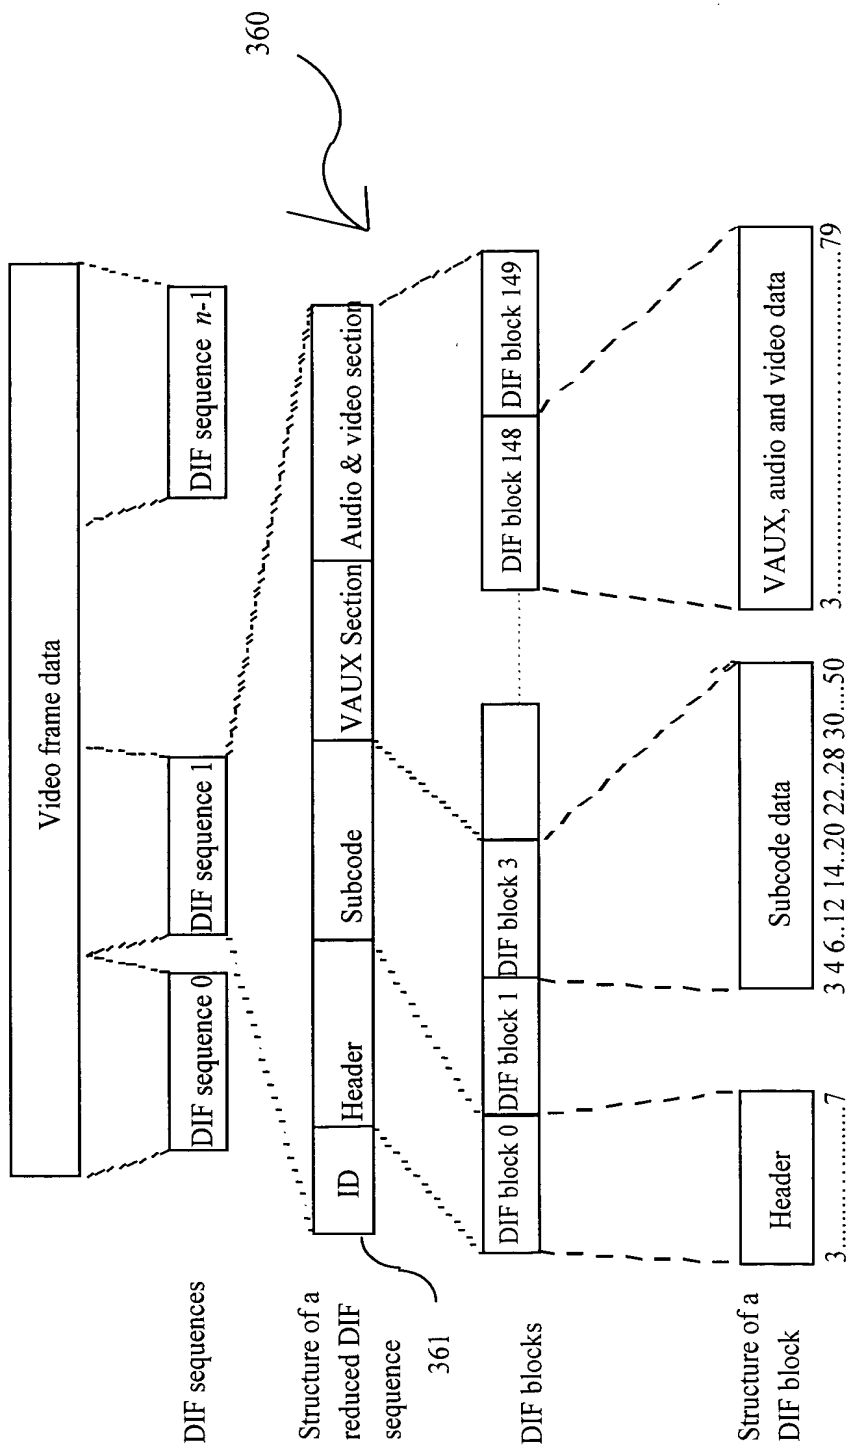 360
Video frame data
DIF sequences
DIF sequence 0
DIF sequence 1
DIF sequence n-1
Structure of a
reduced DIF
sequence
361
ID
Header
Subcode
VAUX Section
Audio & video section
DIF blocks
DIF block 0
DIF block 1
DIF block 3
DIF block 148
DIF block 149
Structure of a
DIF block
Header
Subcode data
VAUX, audio and video data
3....................7
3 4 6..12 14..20 22..28 30.....50
3.............................................79